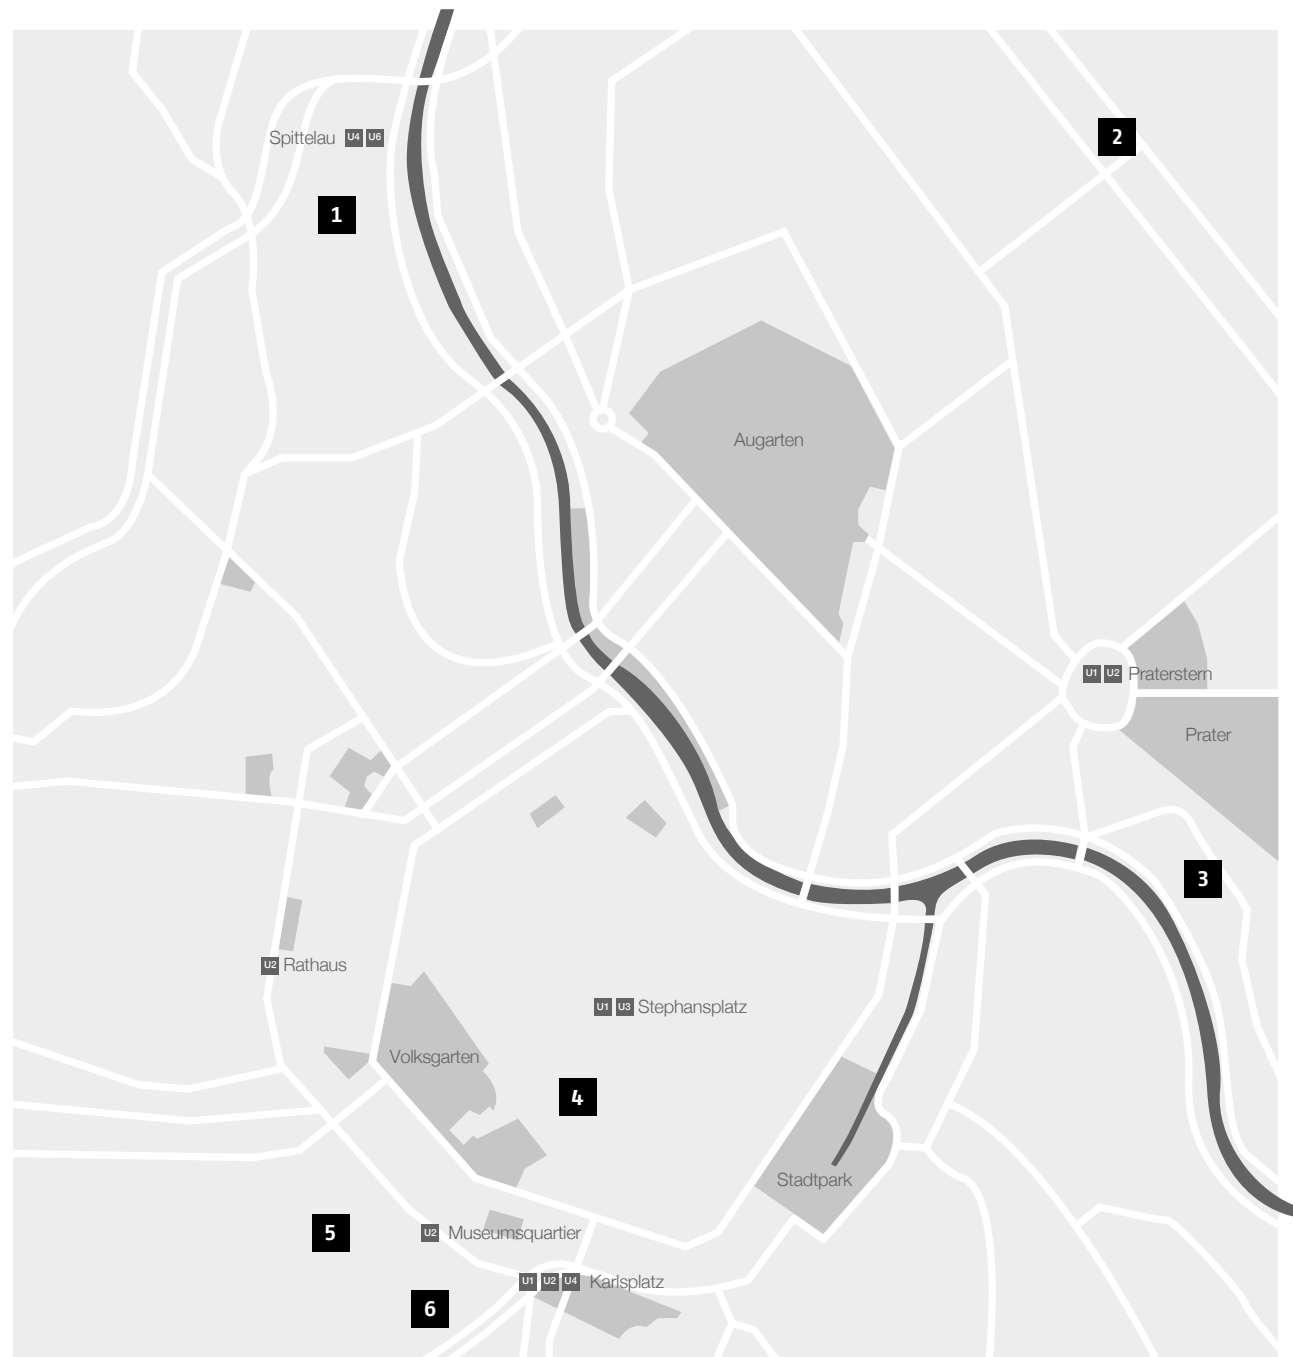 2
Spittelau U4 U6
1
Augarten
U1 U2 Praterstern
Prater
3
U2 Rathaus
U1 U3 Stephansplatz
Volksgarten
4
Stadtpark
5
U2 Museumsquartier
U1 U2 U4 Karlsplatz
6